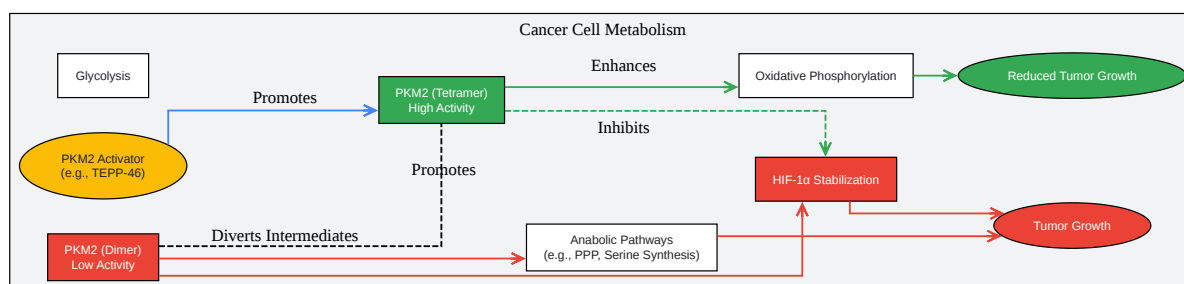 Cancer Cell Metabolism
Glycolysis
Enhances
Oxidative Phosphorylation
Reduced Tumor Growth
Promotes
PKM2 (Tetramer)
High Activity
Inhibits
PKM2 Activator
(e.g., TEPP-46)
Promotes
HIF-1α Stabilization
Diverts Intermediates
PKM2 (Dimer)
Low Activity
Anabolic Pathways
(e.g., PPP, Serine Synthesis)
Tumor Growth